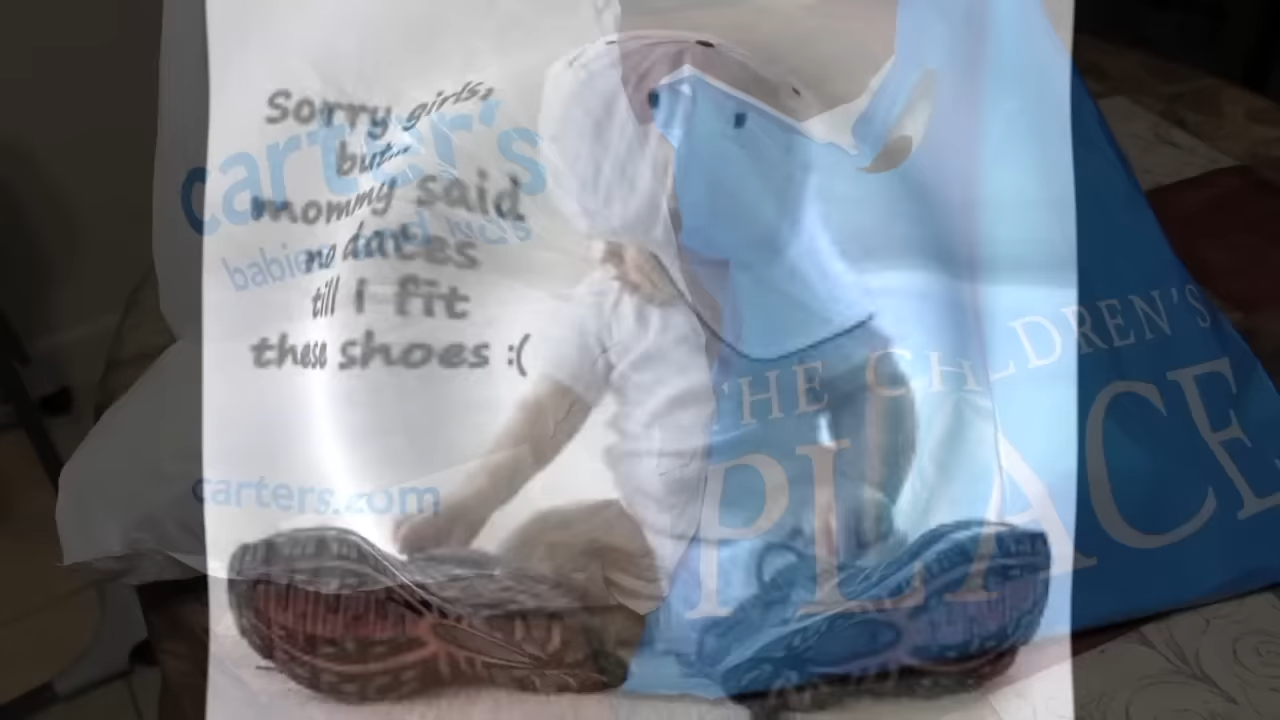 Sorry girls,
but...
mommy said
no dates
till i fit
these shoes :(
carter's
babies and kids
carters.com
THE CHILDREN'S
PLACE